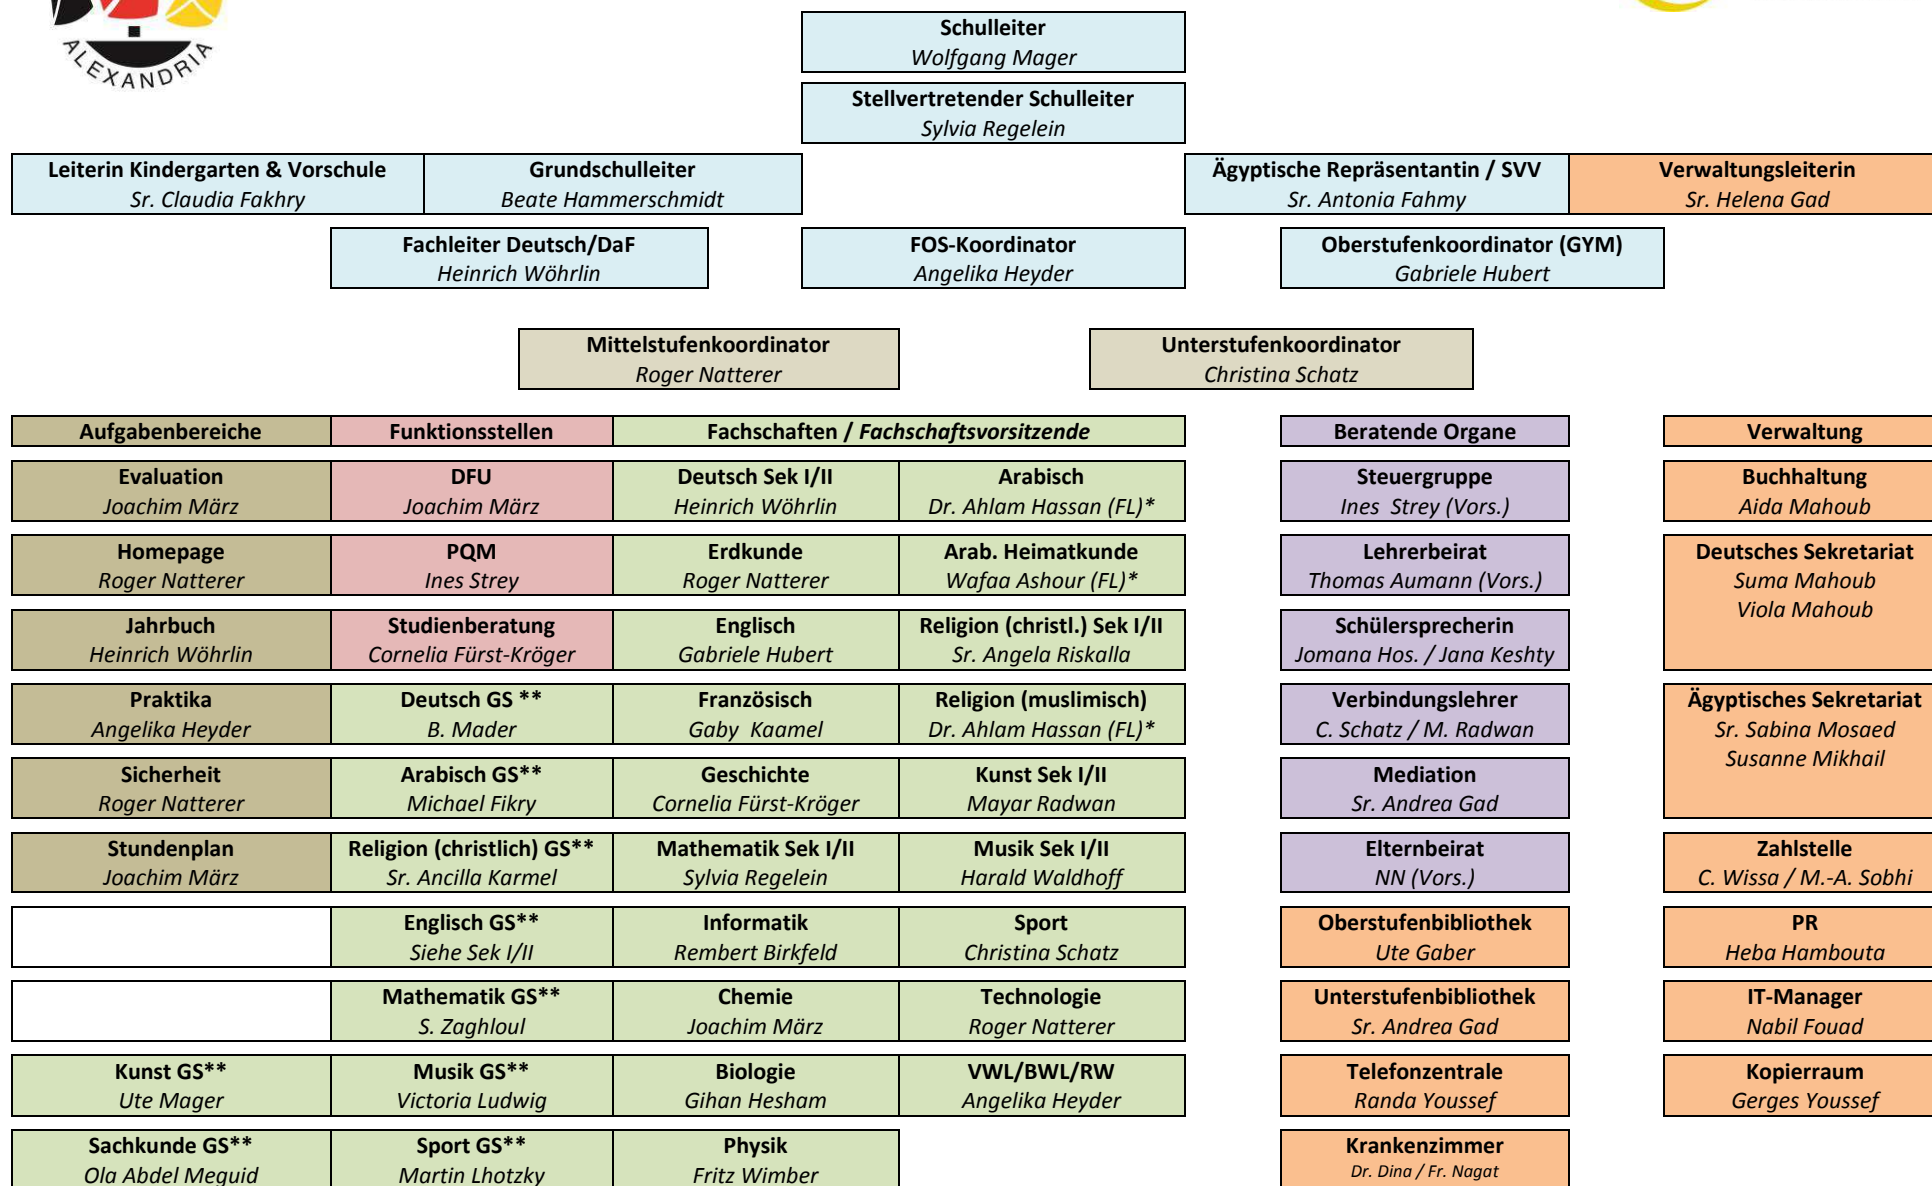 ALEXANDRIA
Schulleiter
Wolfgang Mager
Stellvertretender Schulleiter
Sylvia Regelein
Leiterin Kindergarten & Vorschule
Sr. Claudia Fakhry
Grundschulleiter
Beate Hammerschmidt
Ägyptische Repräsentantin / SVV
Sr. Antonia Fahmy
Verwaltungsleiterin
Sr. Helena Gad
Fachleiter Deutsch/DaF
Heinrich Wöhrlin
FOS-Koordinator
Angelika Heyder
Oberstufenkoordinator (GYM)
Gabriele Hubert
Mittelstufenkoordinator
Roger Natterer
Unterstufenkoordinator
Christina Schatz
Aufgabenbereiche
Funktionsstellen
Fachschaften / Fachschaftsvorsitzende
Beratende Organe
Verwaltung
Evaluation
Joachim März
DFU
Joachim März
Deutsch Sek I/II
Heinrich Wöhrlin
Arabisch
Dr. Ahlam Hassan (FL)*
Steuergruppe
Ines Strey (Vors.)
Buchhaltung
Aida Mahoub
Homepage
Roger Natterer
PQM
Ines Strey
Erdkunde
Roger Natterer
Arab. Heimatkunde
Wafaa Ashour (FL)*
Lehrerbeirat
Thomas Aumann (Vors.)
Deutsches Sekretariat
Suma Mahoub
Viola Mahoub
Jahrbuch
Heinrich Wöhrlin
Studienberatung
Cornelia Fürst-Kröger
Englisch
Gabriele Hubert
Religion (christl.) Sek I/II
Sr. Angela Riskalla
Schülersprecherin
Jomana Hos. / Jana Keshty
Praktika
Angelika Heyder
Deutsch GS **
B. Mader
Französisch
Gaby Kaamel
Religion (muslimisch)
Dr. Ahlam Hassan (FL)*
Verbindungslehrer
C. Schatz / M. Radwan
Ägyptisches Sekretariat
Sr. Sabina Mosaed
Susanne Mikhail
Sicherheit
Roger Natterer
Arabisch GS**
Michael Fikry
Geschichte
Cornelia Fürst-Kröger
Kunst Sek I/II
Mayar Radwan
Mediation
Sr. Andrea Gad
Stundenplan
Joachim März
Religion (christlich) GS**
Sr. Ancilla Karmel
Mathematik Sek I/II
Sylvia Regelein
Musik Sek I/II
Harald Waldhoff
Elternbeirat
NN (Vors.)
Zahlstelle
C. Wissa / M.-A. Sobhi
Englisch GS**
Siehe Sek I/II
Informatik
Rembert Birkfeld
Sport
Christina Schatz
Oberstufenbibliothek
Ute Gaber
PR
Heba Hambouta
Mathematik GS**
S. Zaghloul
Chemie
Joachim März
Technologie
Roger Natterer
Unterstufenbibliothek
Sr. Andrea Gad
IT-Manager
Nabil Fouad
Kunst GS**
Ute Mager
Musik GS**
Victoria Ludwig
Biologie
Gihan Hesham
VWL/BWL/RW
Angelika Heyder
Telefonzentrale
Randa Youssef
Kopierraum
Gerges Youssef
Sachkunde GS**
Ola Abdel Meguid
Sport GS**
Martin Lhotzky
Physik
Fritz Wimber
Krankenzimmer
Dr. Dina / Fr. Nagat